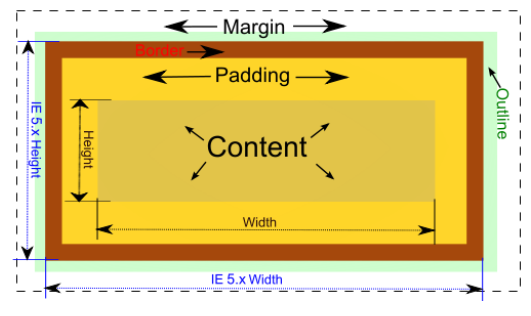 Margin
Border
Padding
Outline
IE 5.x Height
Height
Content
Width
IE 5.x Width